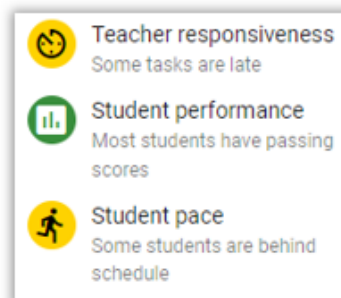 Teacher responsiveness
Some tasks are late
Student performance
Most students have passing
scores
Student pace
Some students are behind
schedule